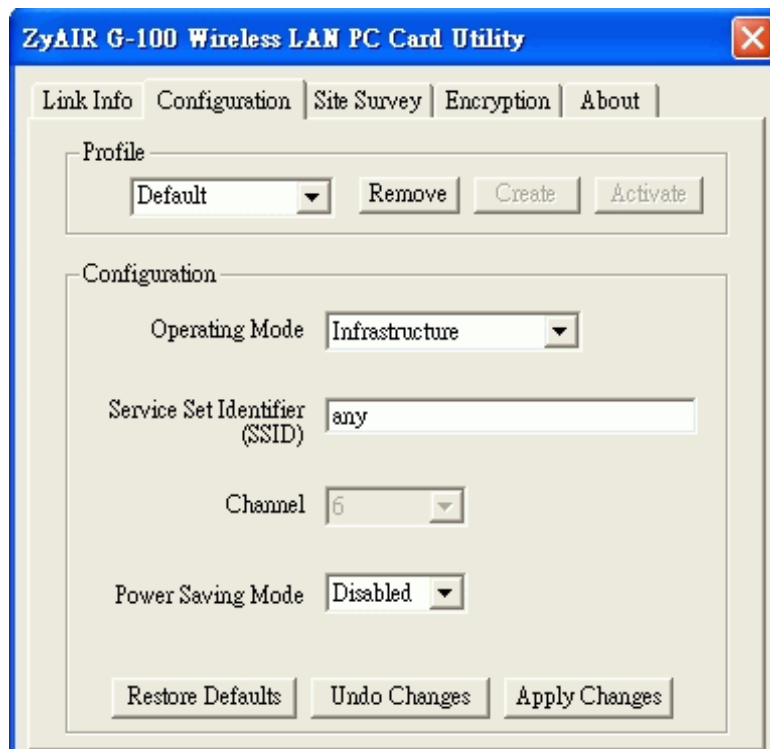 ZyAIR G-100 Wireless LAN PC Card Utility
Link Info Configuration Site Survey Encryption About
Profile
Default Remove Create Activate
Configuration
Operating Mode Infrastructure
Service Set Identifier
(SSID) any
Channel 6
Power Saving Mode Disabled
Restore Defaults Undo Changes Apply Changes